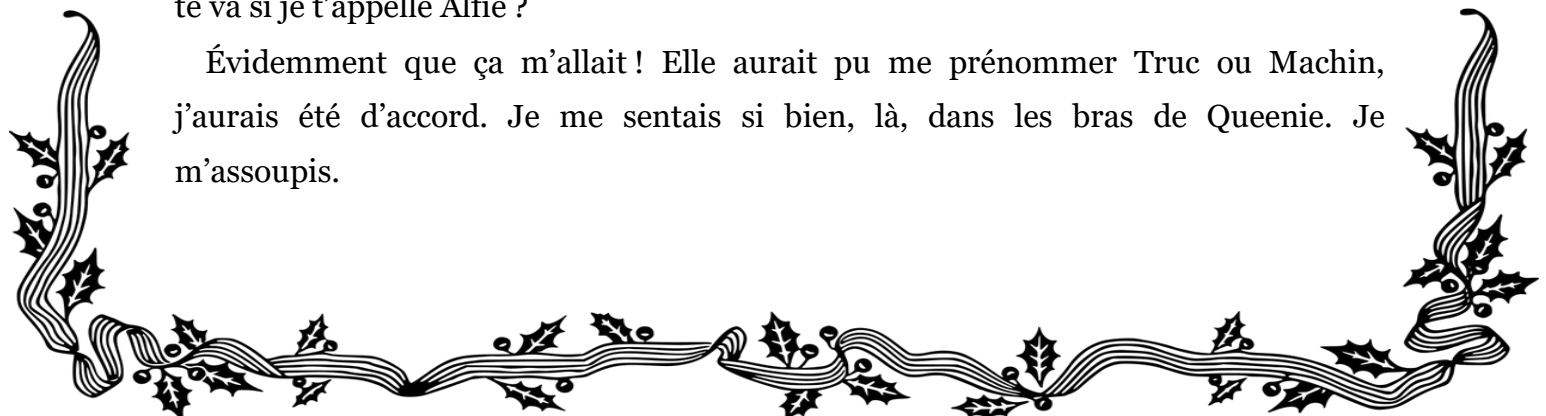 te va si je t’appelle Alfie ?
Évidemment que ça m’allait ! Elle aurait pu me prénommer Truc ou Machin,
j’aurais été d’accord. Je me sentais si bien, là, dans les bras de Queenie. Je
m’assoupis.